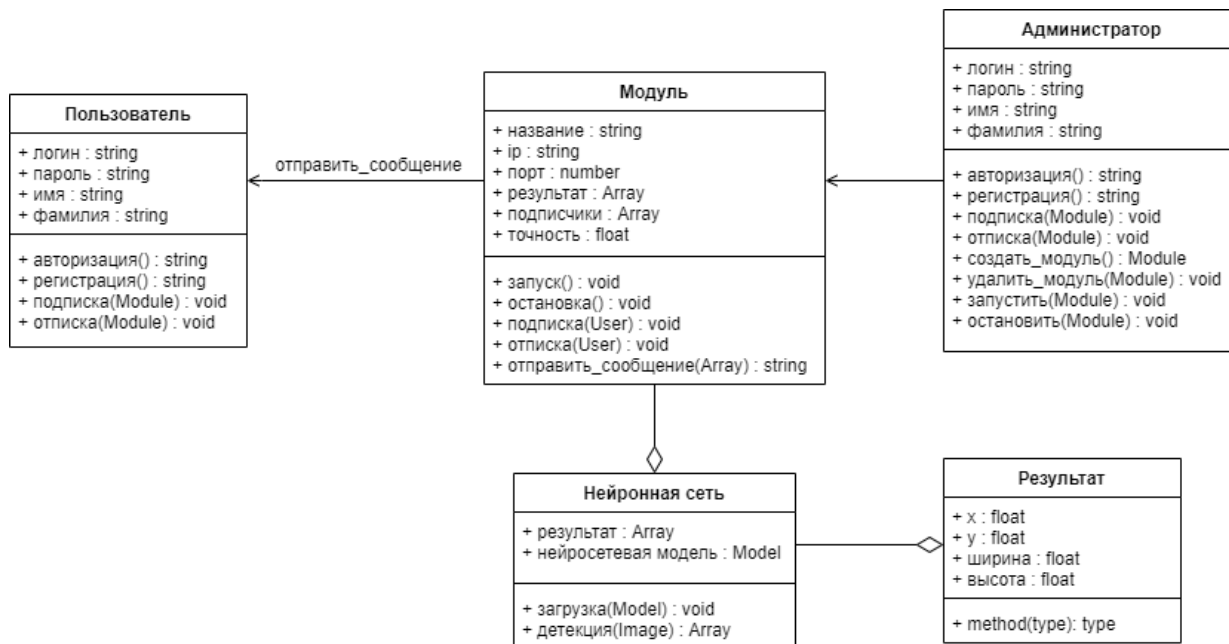 Пользователь
+ логин : string
+ пароль : string
+ имя : string
+ фамилия : string
+ авторизация() : string
+ регистрация() : string
+ подписка(Module) : void
+ отписка(Module) : void
отправить_сообщение
Модуль
+ название : string
+ ip : string
+ порт : number
+ результат : Array
+ подписчики : Array
+ точность : float
+ запуск() : void
+ остановка() : void
+ подписка(User) : void
+ отписка(User) : void
+ отправить_сообщение(Array) : string
Администратор
+ логин : string
+ пароль : string
+ имя : string
+ фамилия : string
+ авторизация() : string
+ регистрация() : string
+ подписка(Module) : void
+ отписка(Module) : void
+ создать_модуль() : Module
+ удалить_модуль(Module) : void
+ запустить(Module) : void
+ остановить(Module) : void
Нейронная сеть
+ результат : Array
+ нейросетевая модель : Model
+ загрузка(Model) : void
+ детекция(Image) : Array
Результат
+ x : float
+ y : float
+ ширина : float
+ высота : float
+ method(type): type